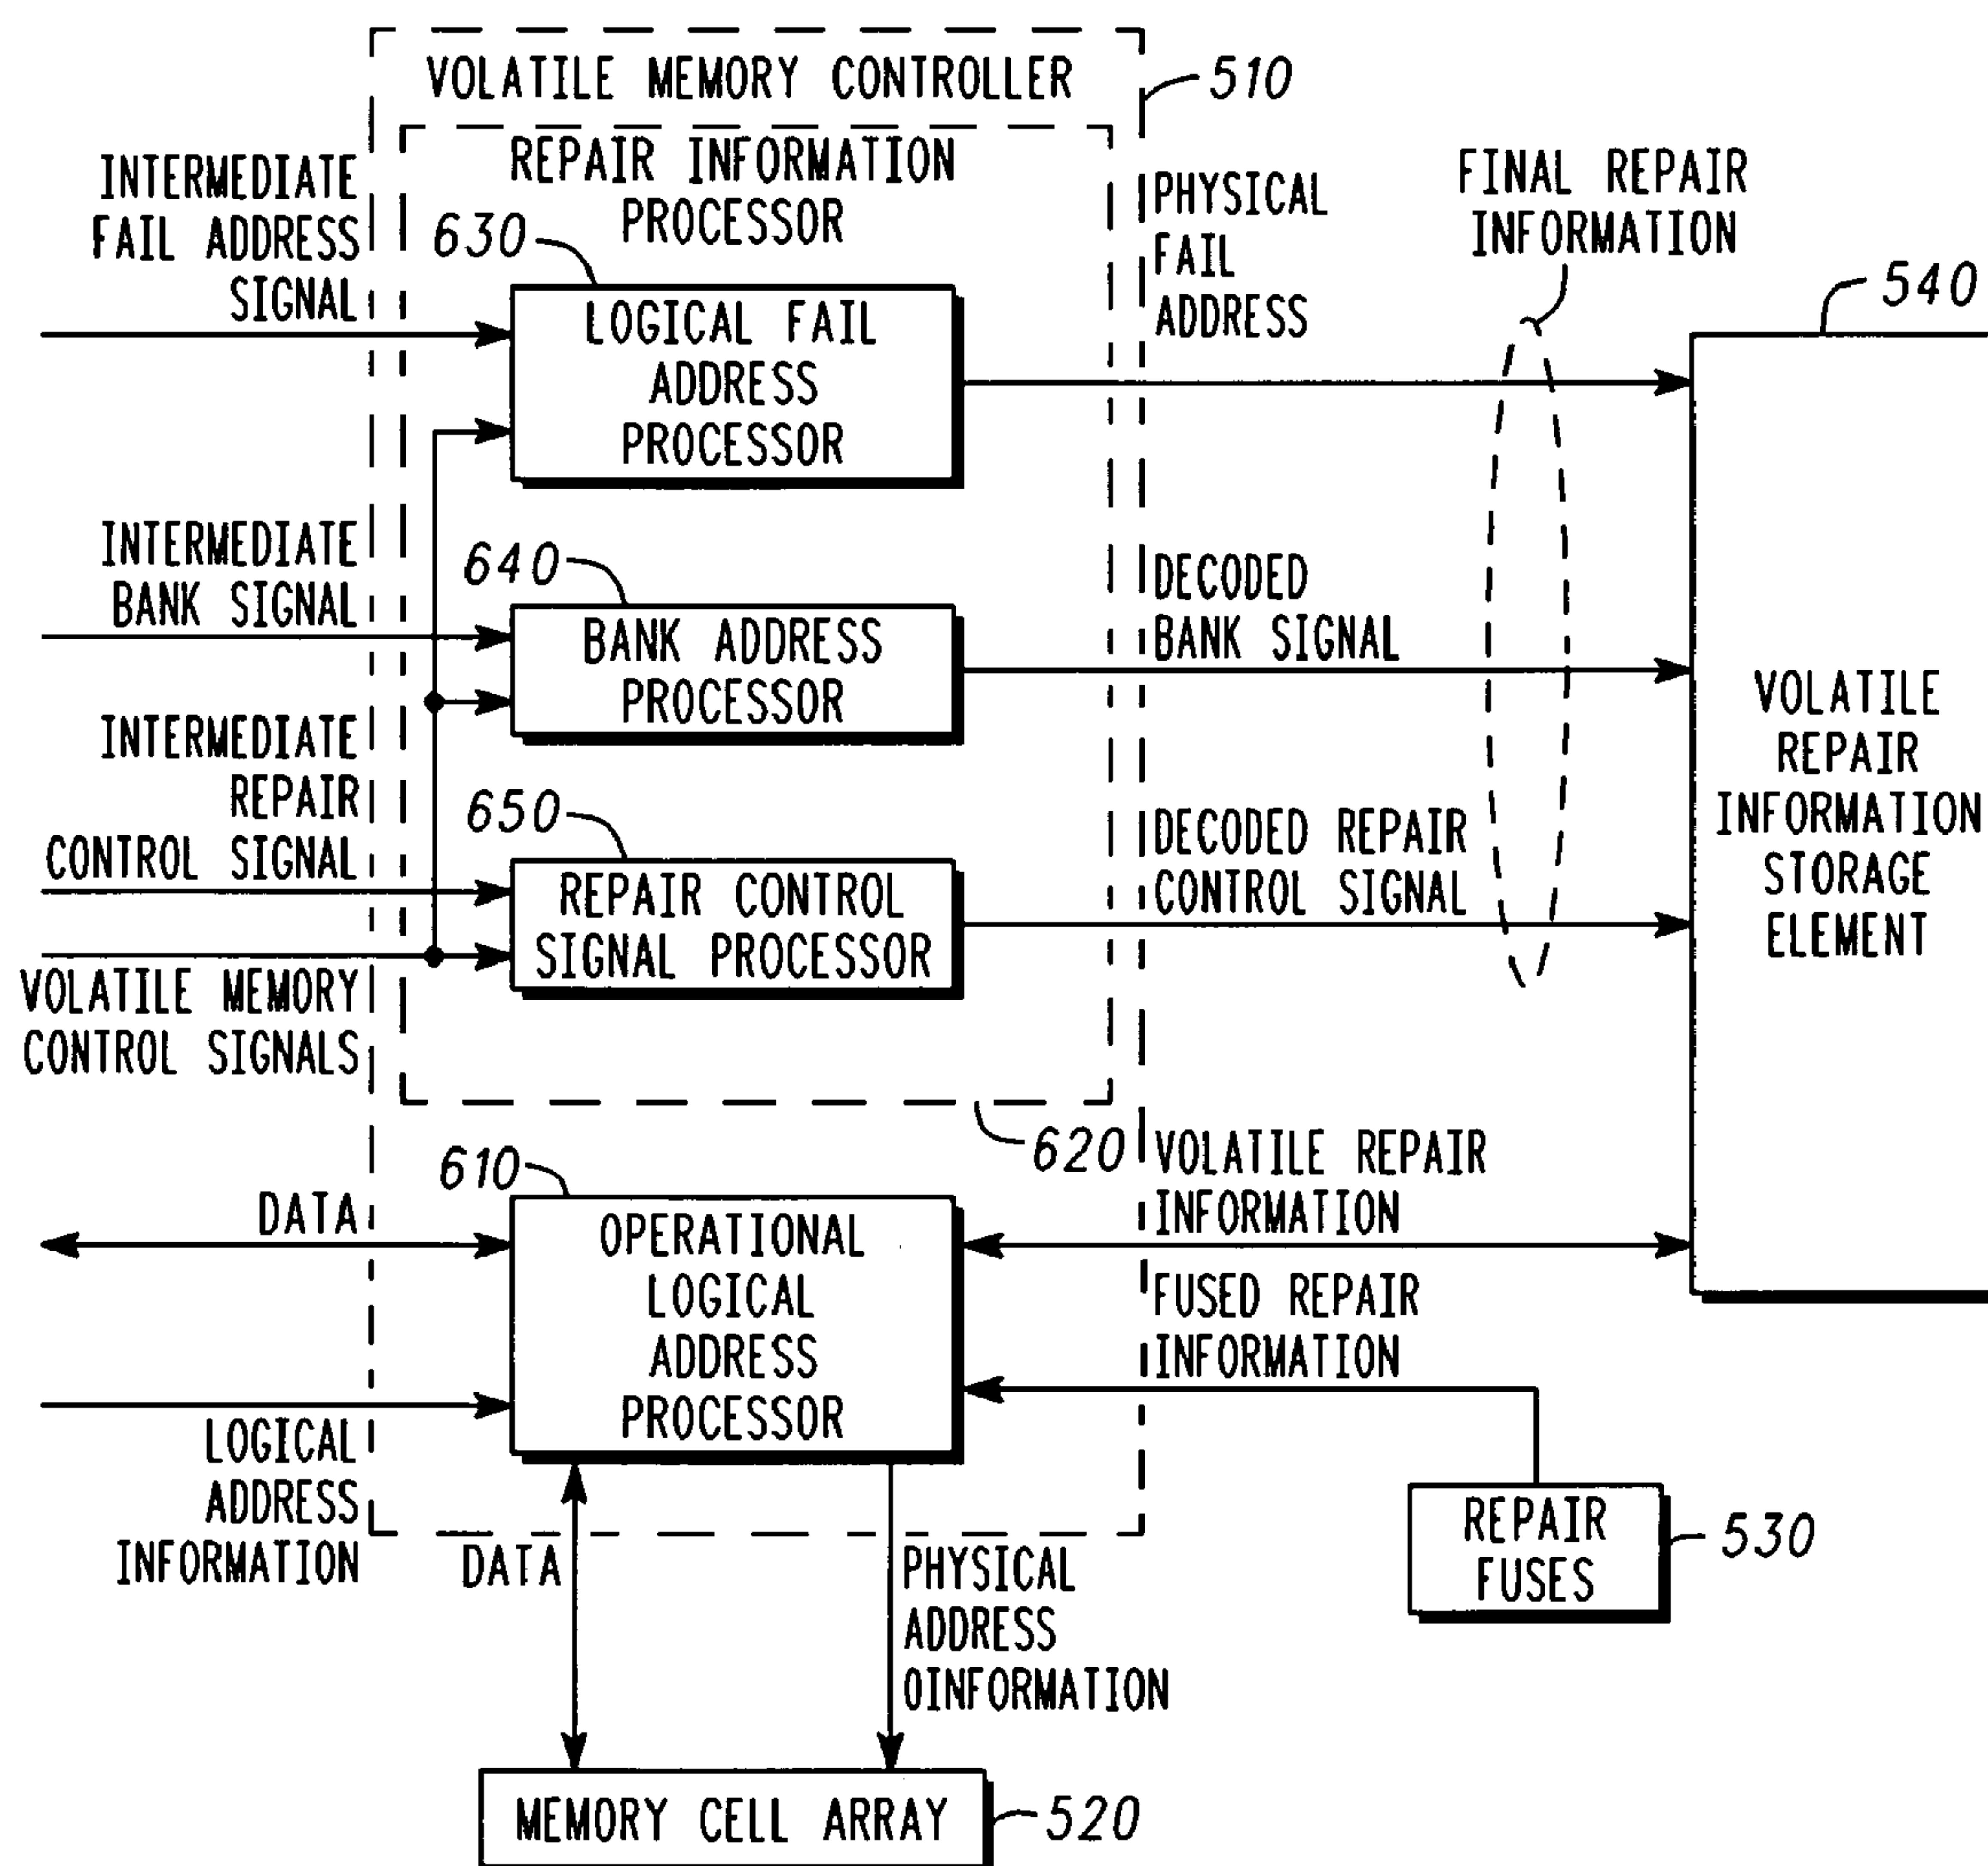 VOLATILE MEMORY CONTROLLER
510
REPAIR INFORMATION
PROCESSOR
INTERMEDIATE
FAIL ADDRESS
SIGNAL
630
LOGICAL FAIL
ADDRESS
PROCESSOR
PHYSICAL
FAIL
ADDRESS
FINAL REPAIR
INFORMATION
540
INTERMEDIATE
BANK SIGNAL
640
BANK ADDRESS
PROCESSOR
DECODED
BANK SIGNAL
VOLATILE
REPAIR
INFORMATION
STORAGE
ELEMENT
INTERMEDIATE
REPAIR
CONTROL SIGNAL
650
REPAIR CONTROL
SIGNAL PROCESSOR
DECODED REPAIR
CONTROL SIGNAL
VOLATILE MEMORY
CONTROL SIGNALS
620
610
DATA
OPERATIONAL
LOGICAL
ADDRESS
PROCESSOR
VOLATILE REPAIR
INFORMATION
FUSED REPAIR
INFORMATION
LOGICAL
ADDRESS
INFORMATION
REPAIR
FUSES
530
DATA
PHYSICAL
ADDRESS
OINFORMATION
MEMORY CELL ARRAY
520